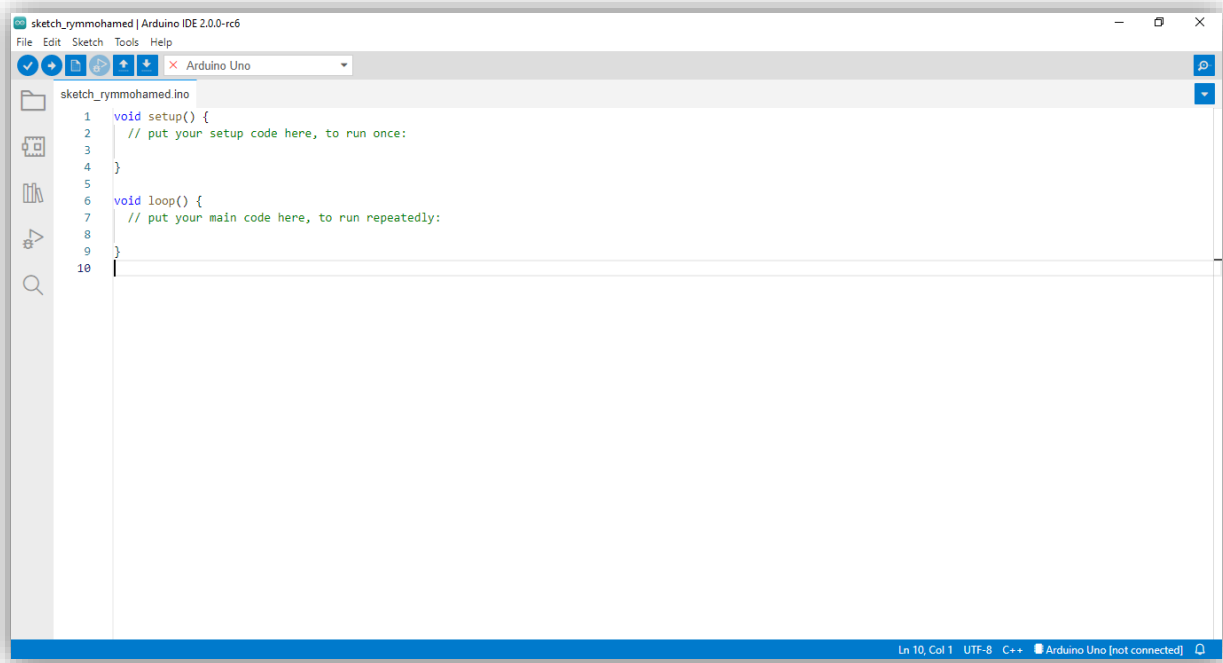 sketch_rymmohamed | Arduino IDE 2.0.0-rc6
File Edit Sketch Tools Help
Arduino Uno
sketch_rymmohamed.ino
1 void setup() {
2 // put your setup code here, to run once:
3
4 }
5
6 void loop() {
7 // put your main code here, to run repeatedly:
8
9 }
10
Ln 10, Col 1 UTF-8 C++ Arduino Uno [not connected]